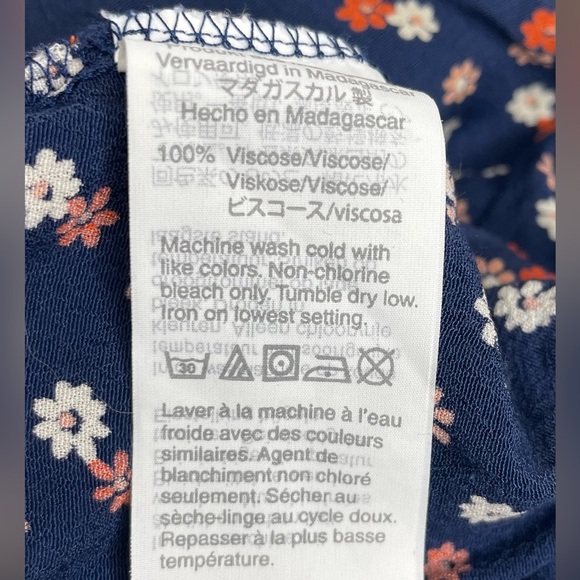 Vervaardigd in Madagascar
マダガスカル 製
Hecho en Madagascar
100% Viscose/Viscose/
Viskose/Viscose/
ビスコース/viscosa
Machine wash cold with
like colors. Non-chlorine
bleach only. Tumble dry low.
Iron on lowest setting.
30
Laver à la machine à l'eau
froide avec des couleurs
similaires. Agent de
blanchiment non chloré
seulement. Sécher au
sèche-linge au cycle doux.
Repasser à la plus basse
température.